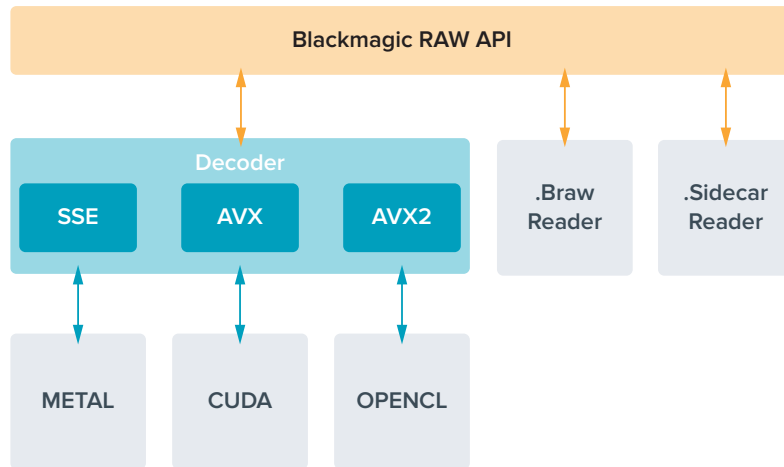 Blackmagic RAW API
Decoder
SSE
AVX
AVX2
.Braw
Reader
.Sidecar
Reader
METAL
CUDA
OPENCL